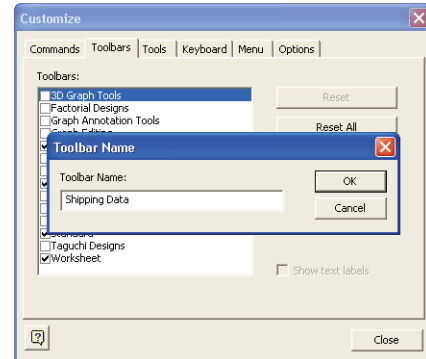 Customize
Commands Toolbars Tools Keyboard Menu Options
Toolbars:
3D Graph Tools
Reset
Factorial Designs
Graph Annotation Tools
Reset All
Toolbar Name
Toolbar Name:
OK
Shipping Data
Cancel
Taguchi Designs
Worksheet
Show text labels
Close